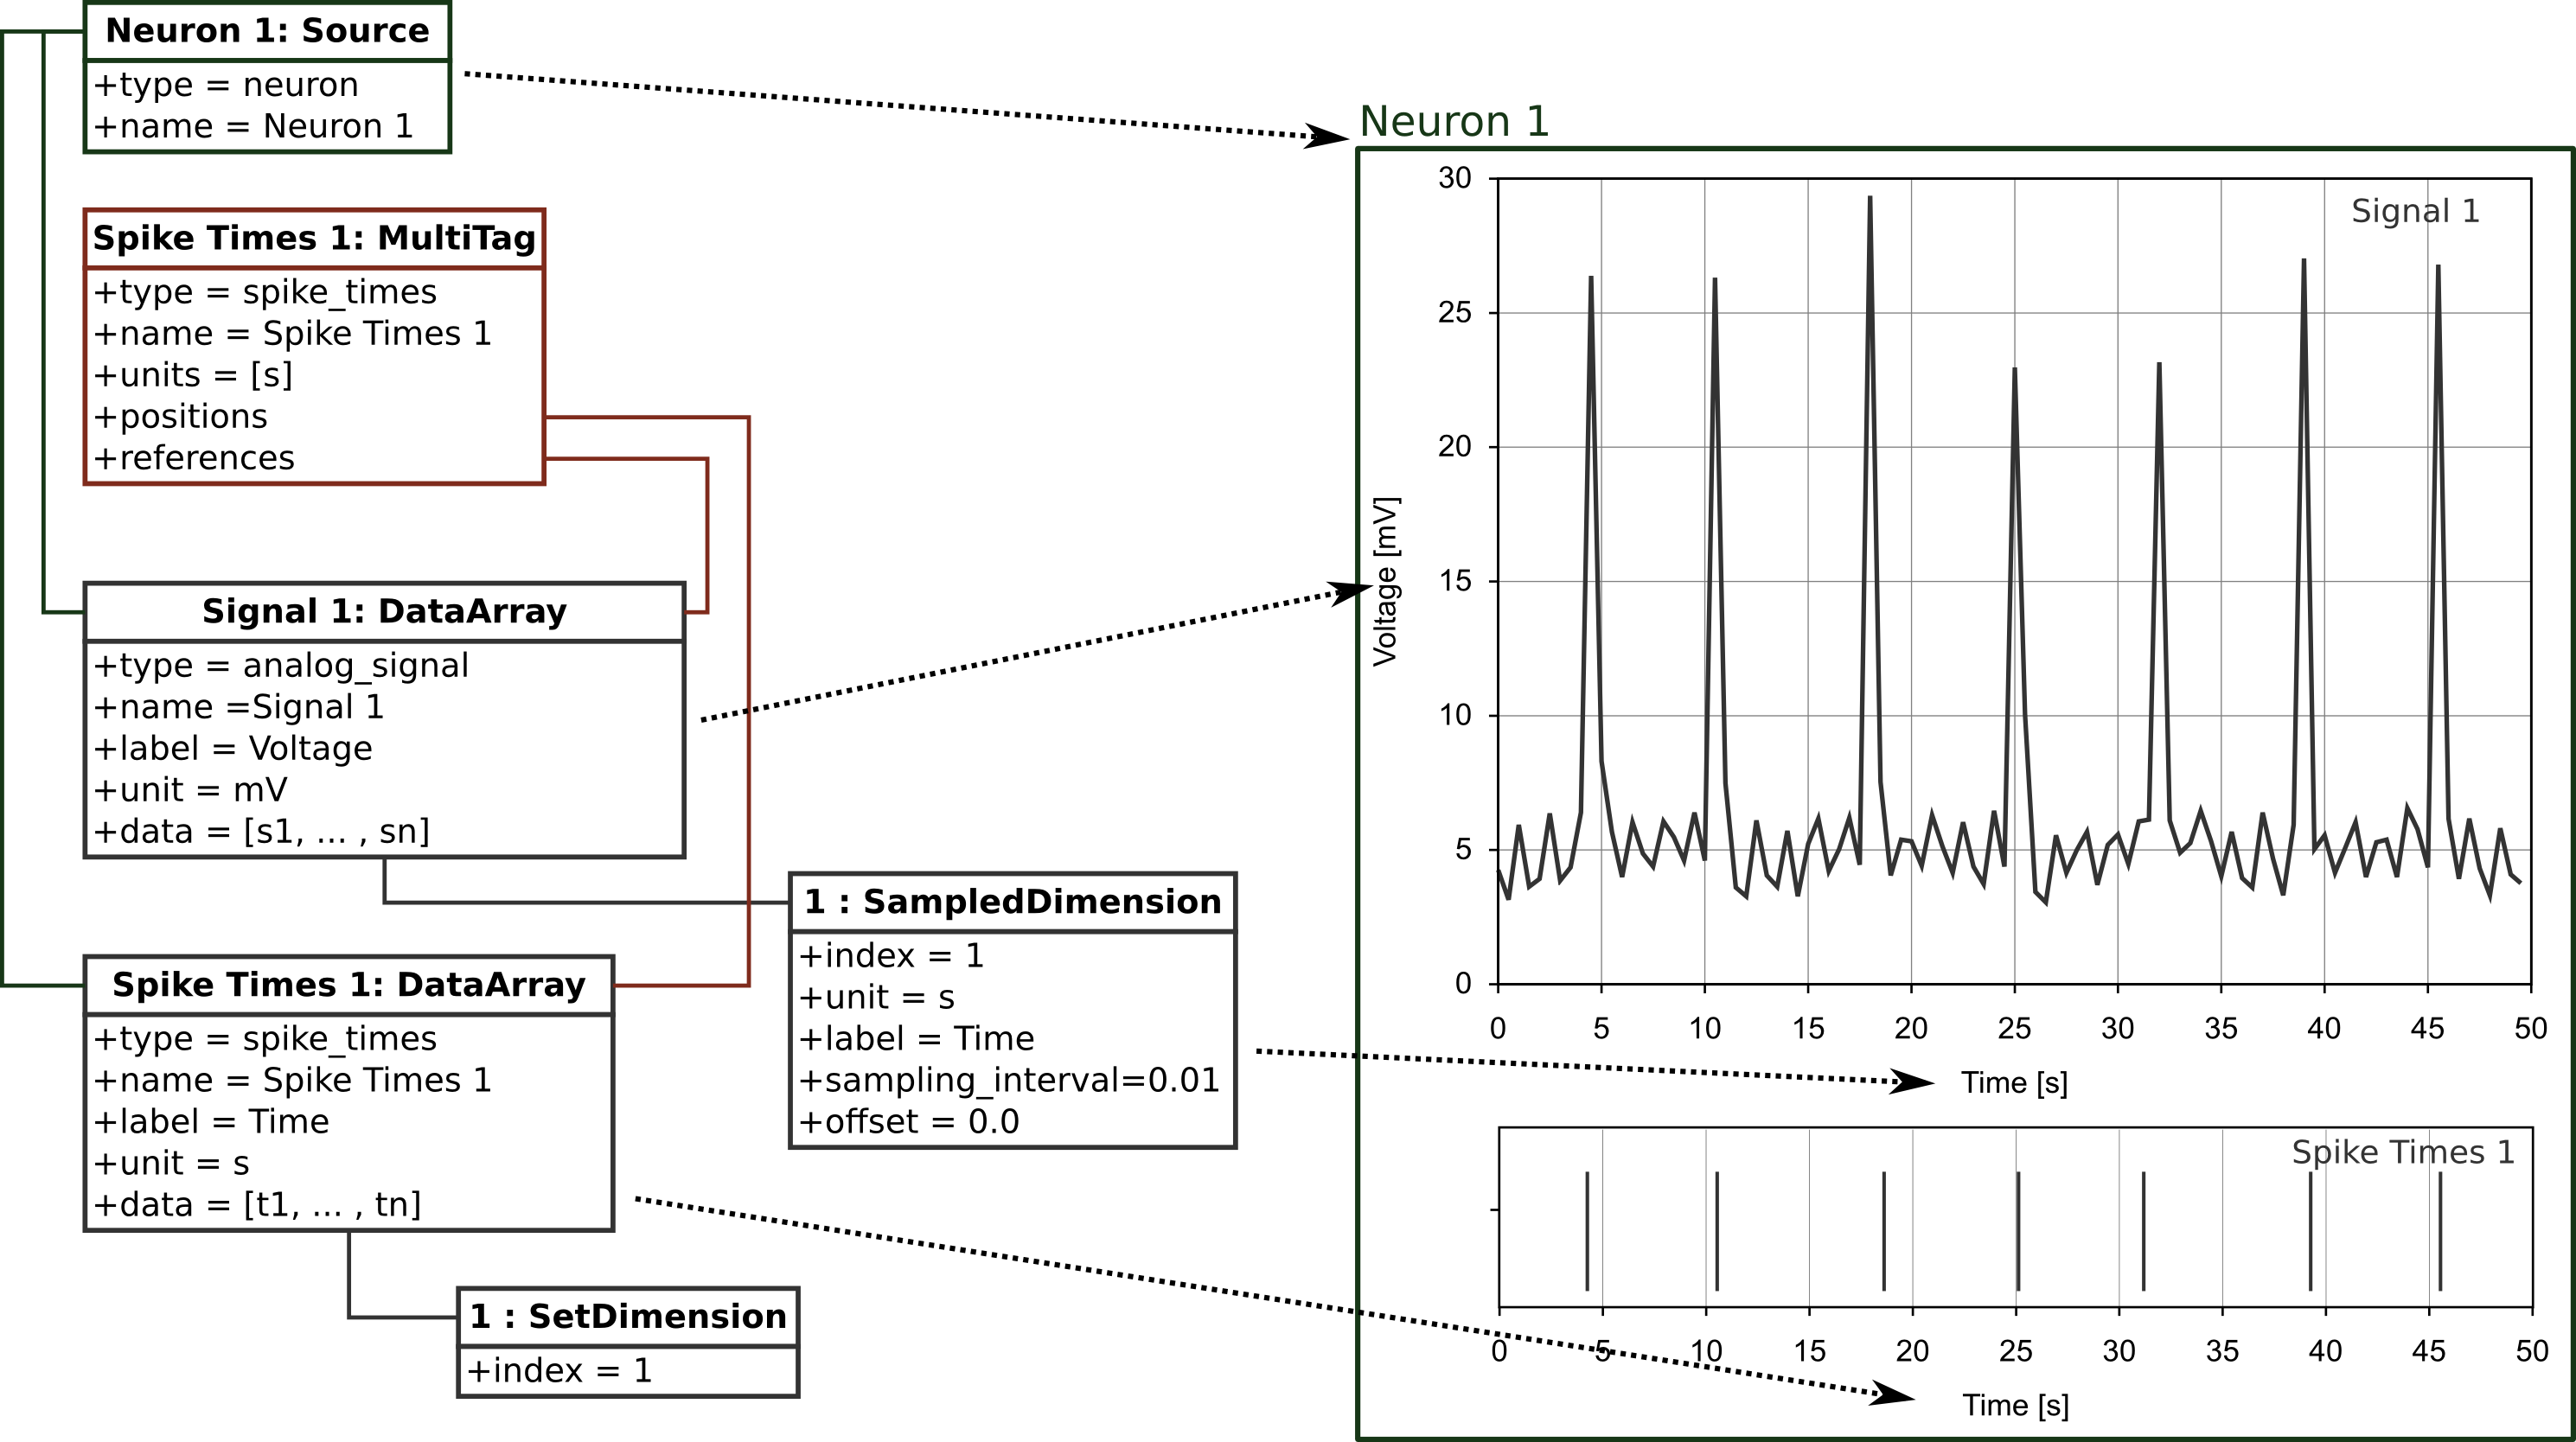 Neuron 1: Source
+type = neuron
+name = Neuron 1
Spike Times 1: MultiTag
+type = spike_times
+name = Spike Times 1
+units = [s]
+positions
+references
Signal 1: DataArray
+type = analog_signal
+name =Signal 1
+label = Voltage
+unit = mV
+data = [s1, ... , sn]
1 : SampledDimension
+index = 1
+unit = s
+label = Time
+sampling_interval=0.01
+offset = 0.0
Spike Times 1: DataArray
+type = spike_times
+name = Spike Times 1
+label = Time
+unit = s
+data = [t1, ... , tn]
1 : SetDimension
+index = 1
Neuron 1
Signal 1
Voltage [mV]
30
25
20
15
10
5
0
0 5 10 15 20 25 30 35 40 45 50
Time [s]
Spike Times 1
0 5 10 15 20 25 30 35 40 45 50
Time [s]